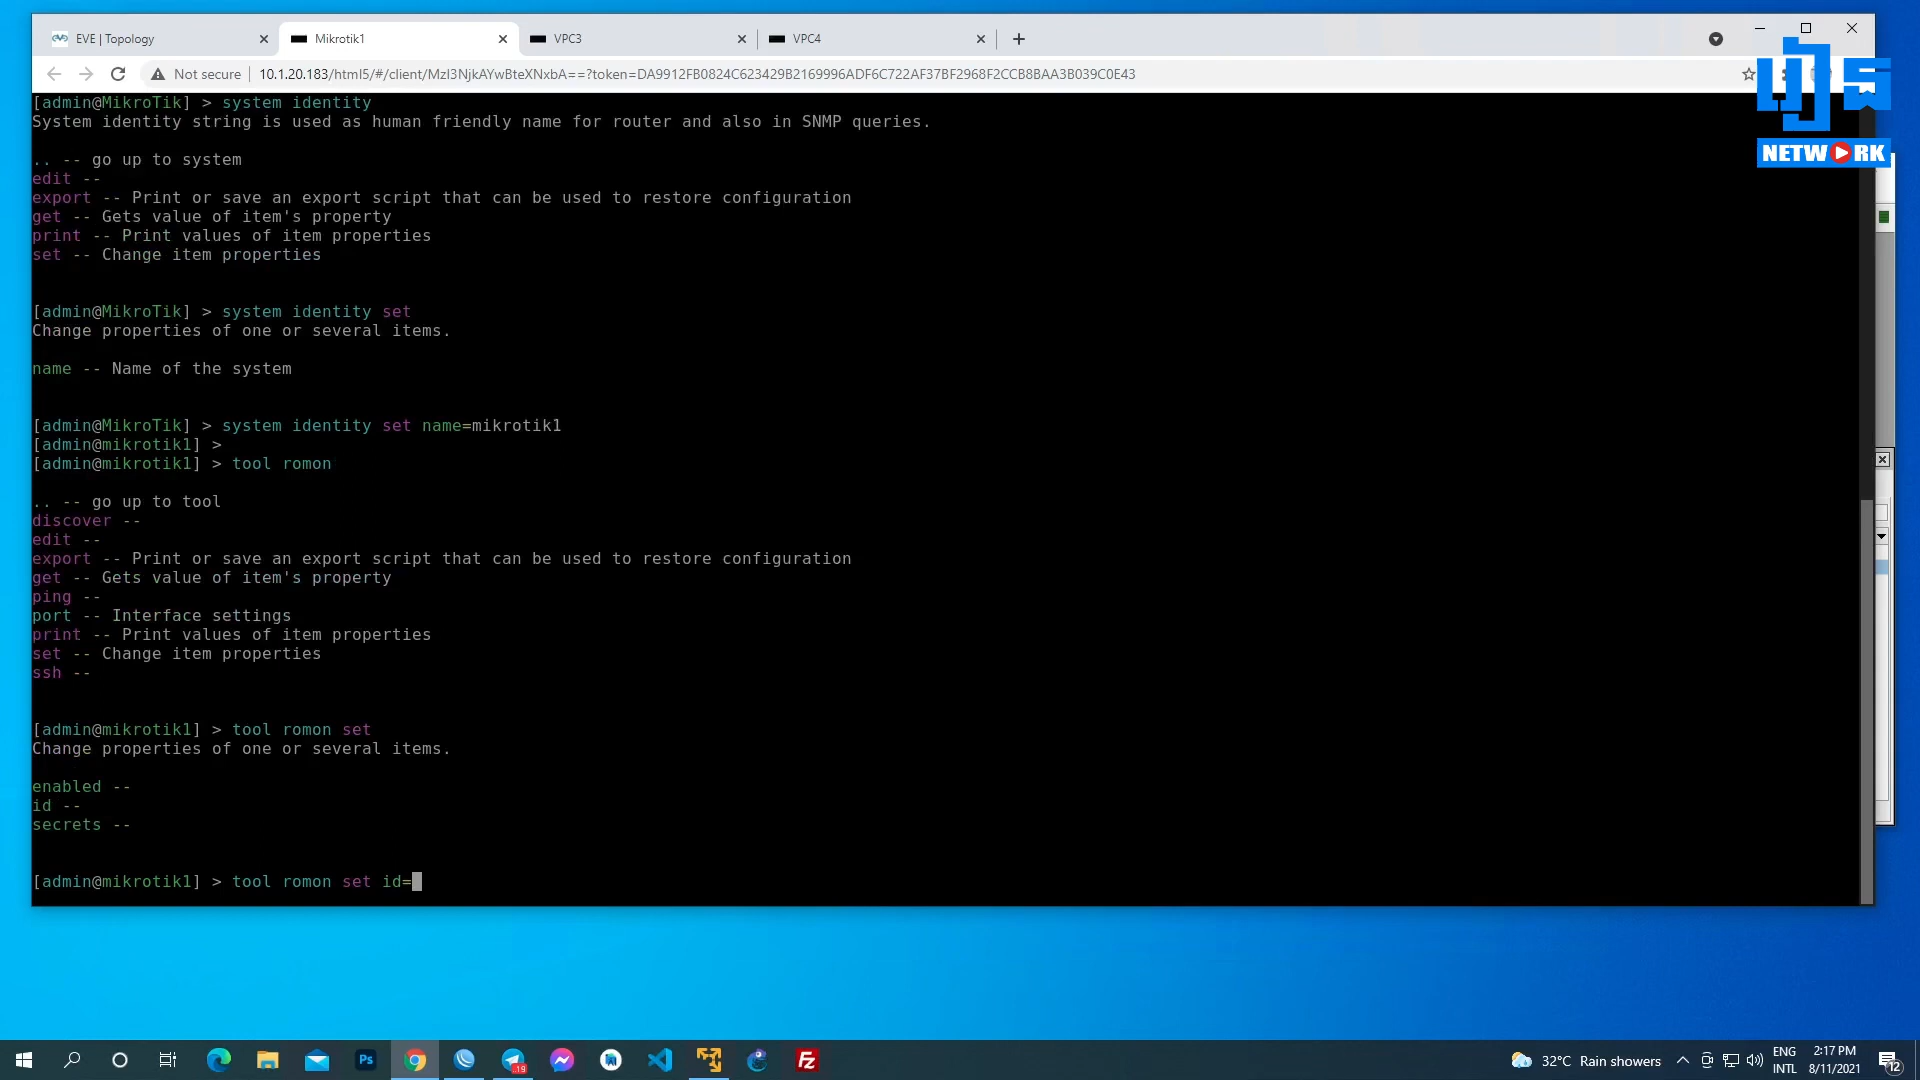 EVE | Topology
Mikrotik1
VPC3
VPC4
Not secure
10.1.20.183/html5/#/client/MzI3NjkAYwBteXNxbA==?token=DA9912FB0824C623429B2169996ADF6C722AF37BF2968F2CCB8BAA3B039C0E43
NETWORK
[admin@MikroTik] > system identity
System identity string is used as human friendly name for router and also in SNMP queries.
.. -- go up to system
edit --
export -- Print or save an export script that can be used to restore configuration
get -- Gets value of item's property
print -- Print values of item properties
set -- Change item properties
[admin@MikroTik] > system identity set
Change properties of one or several items.
name -- Name of the system
[admin@MikroTik] > system identity set name=mikrotik1
[admin@mikrotik1] >
[admin@mikrotik1] > tool romon
.. -- go up to tool
discover --
edit --
export -- Print or save an export script that can be used to restore configuration
get -- Gets value of item's property
ping --
port -- Interface settings
print -- Print values of item properties
set -- Change item properties
ssh --
[admin@mikrotik1] > tool romon set
Change properties of one or several items.
enabled --
id --
secrets --
[admin@mikrotik1] > tool romon set id=
Ps
.19
Fz
32°C Rain showers
ENG
INTL
2:17 PM
8/11/2021
12